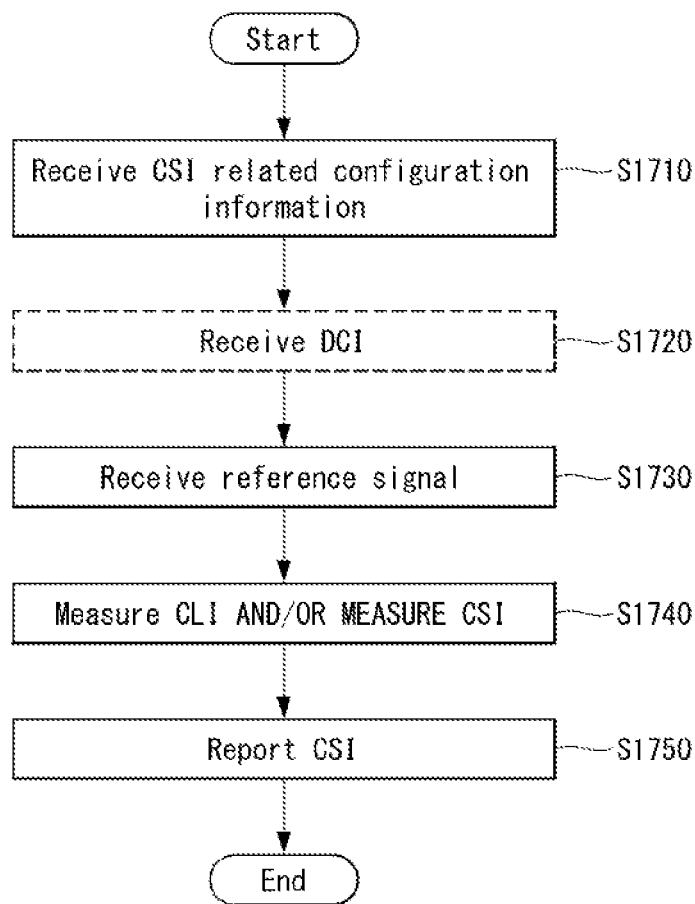 Start
Receive CSI related configuration
information
S1710
Receive DCI
S1720
Receive reference signal
S1730
Measure CLI AND/OR MEASURE CSI
S1740
Report CSI
S1750
End